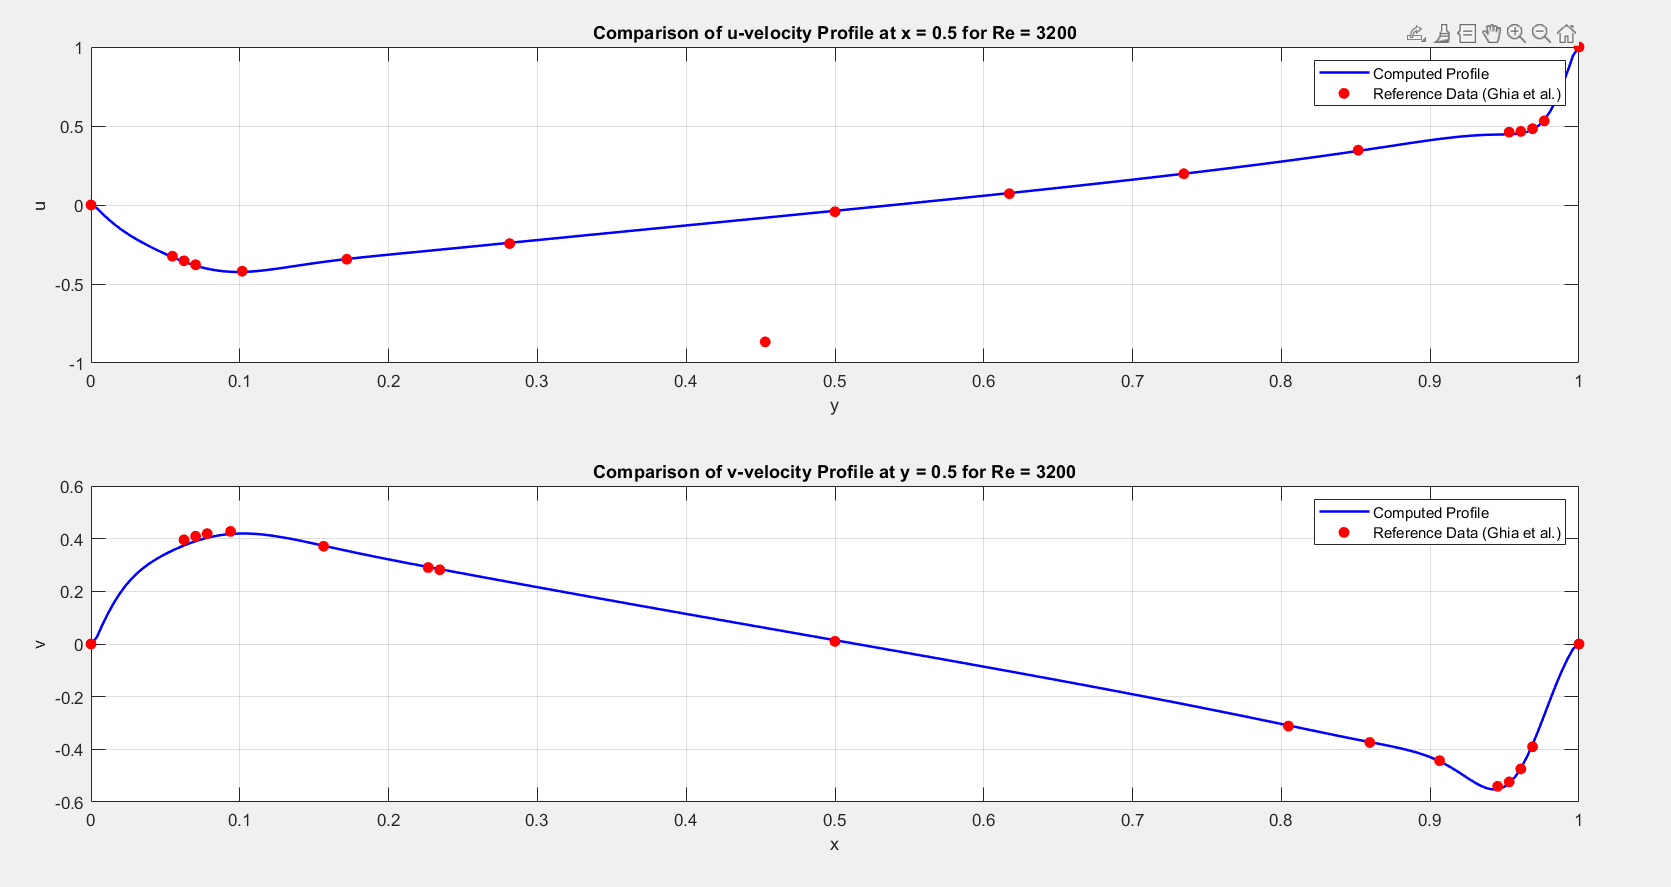 Comparison of u-velocity Profile at x = 0.5 for Re = 3200
Computed Profile
Reference Data (Ghia et al.)
1
0.5
0
-0.5
-1
u
0 0.1 0.2 0.3 0.4 0.5 0.6 0.7 0.8 0.9 1
y
Comparison of v-velocity Profile at y = 0.5 for Re = 3200
Computed Profile
Reference Data (Ghia et al.)
0.6
0.4
0.2
0
-0.2
-0.4
-0.6
v
0 0.1 0.2 0.3 0.4 0.5 0.6 0.7 0.8 0.9 1
x